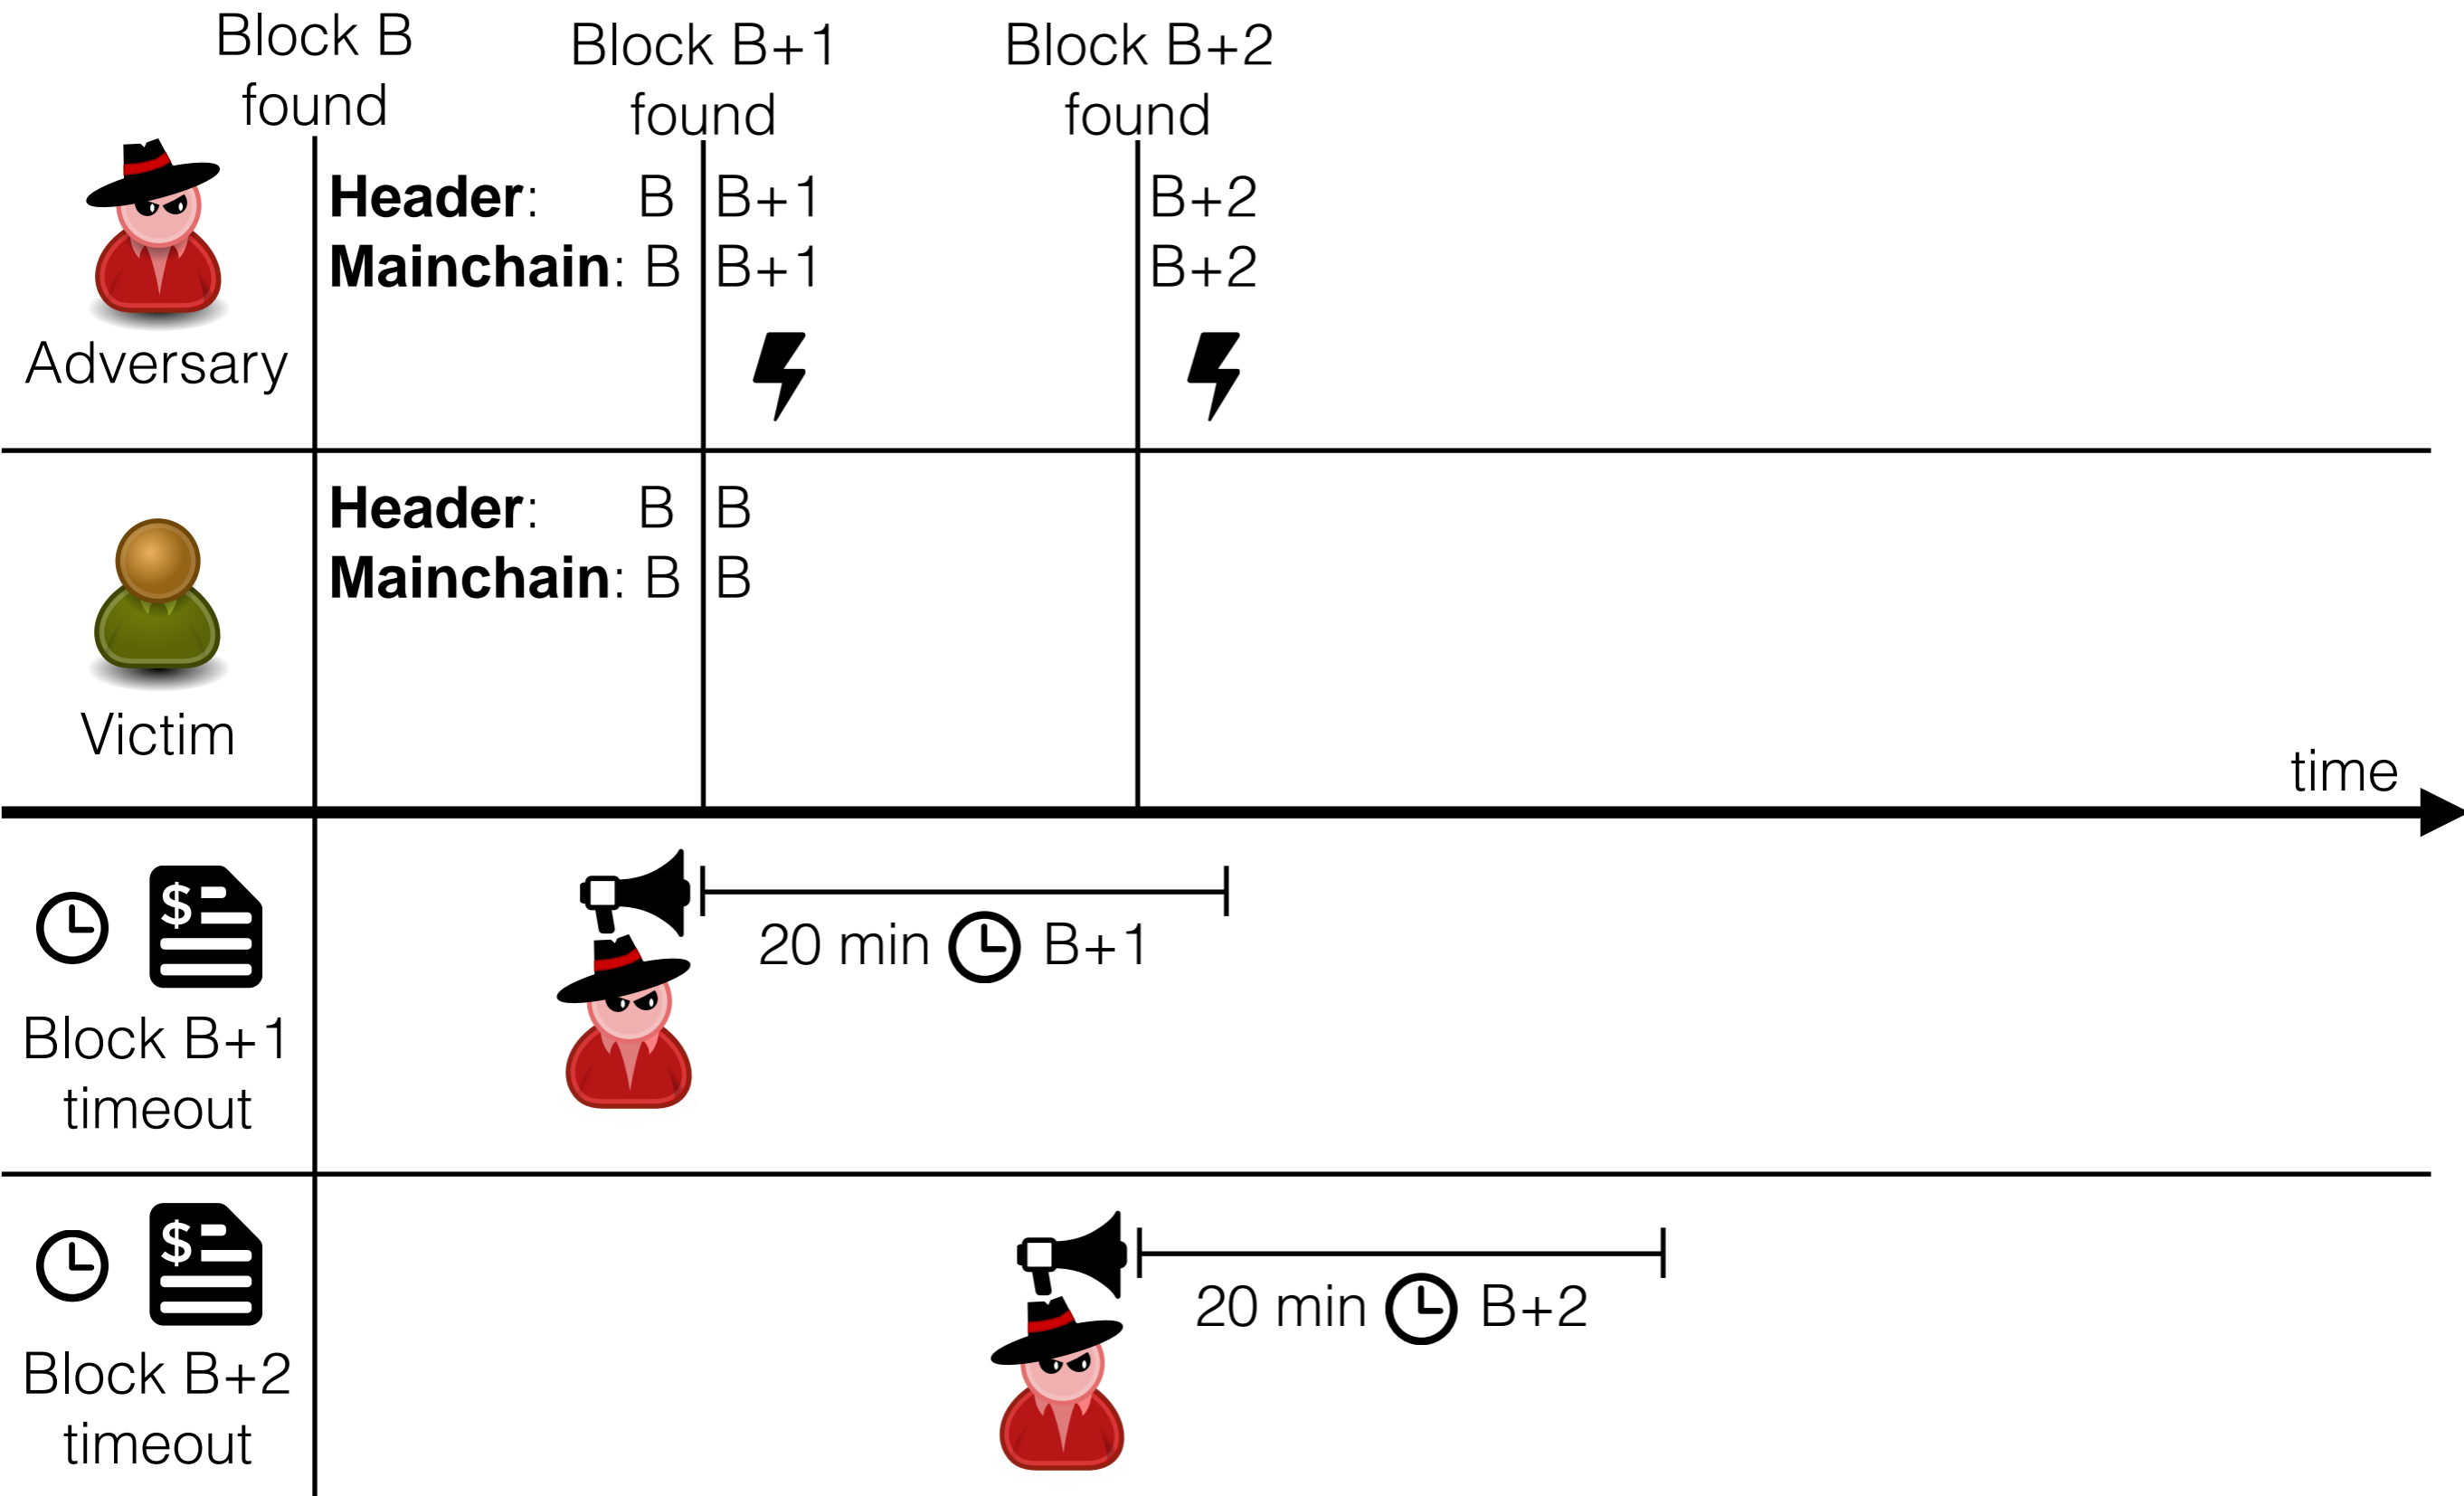 Block B
found
Block B+1
found
Block B+2
found
Header: B B+1 B+2
Mainchain: B B+1 B+2
Adversary
Header: B B
Mainchain: B B
Victim
time
$
20 min B+1
Block B+1
timeout
$
20 min B+2
Block B+2
timeout